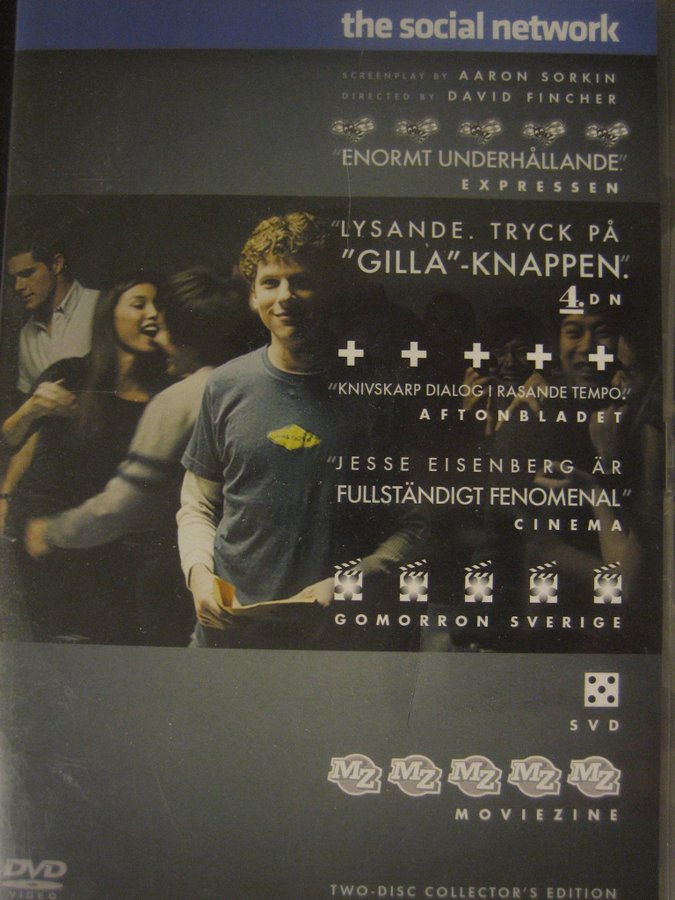 the social network
SCREENPLAY BY AARON SORKIN
DIRECTED BY DAVID FINCHER
"ENORMT UNDERHÅLLANDE."
EXPRESSEN
"LYSANDE. TRYCK PÅ
"GILLA"-KNAPPEN."
4. DN
"KNIVSKARP DIALOG I RASANDE TEMPO."
AFTONBLADET
"JESSE EISENBERG ÄR
FULLSTÄNDIGT FENOMENAL"
CINEMA
GOMORRON SVERIGE
SVD
MZ MZ MZ MZ MZ
MOVIEZINE
DVD
VIDEO
TWO-DISC COLLECTOR'S EDITION